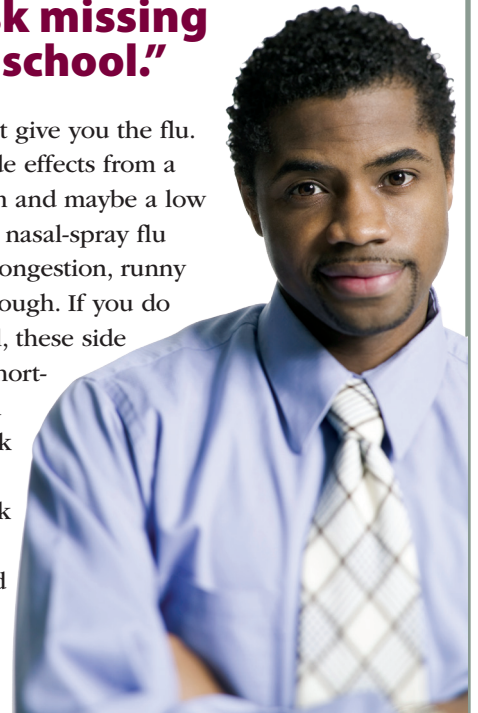 k missing
school.”
t give you the flu.
de effects from a
n and maybe a low
nasal-spray flu
ongestion, runny
ough. If you do
, these side
hort-
k
k
d